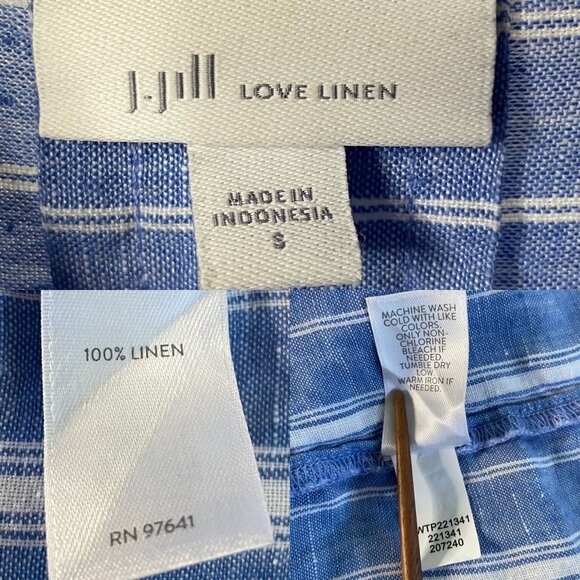 J.Jill LOVE LINEN
MADE IN
INDONESIA
S
100% LINEN
RN 97641
MACHINE WASH
COLD WITH LIKE
COLORS.
ONLY NON-
CHLORINE
BLEACH IF
NEEDED.
TUMBLE DRY
LOW
WARM IRON IF
NEEDED.
WTP221341
221341
207240